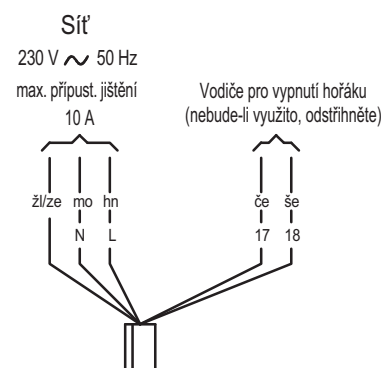 Síť
230 V ~ 50 Hz
max. přípust. jištění
10 A
Vodiče pro vypnutí hořáku
(nebude-li využito, odstřihněte)
žl/ze mo hn
N L
če še
17 18